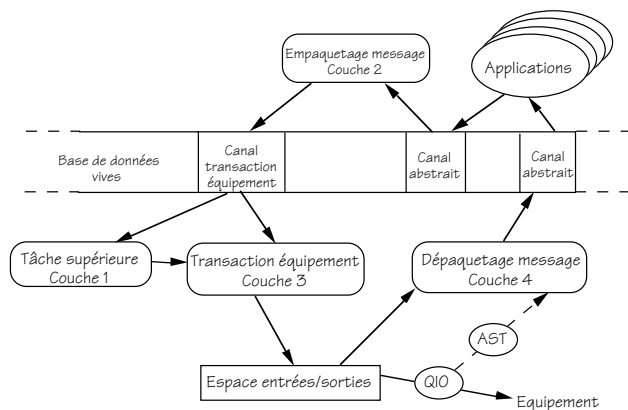 Empaquetage message
Couche 2
Applications
Base de données
vives
Canal
transaction
équipement
Canal
abstrait
Canal
abstrait
Tâche supérieure
Couche 1
Transaction équipement
Couche 3
Dépaquetage message
Couche 4
AST
Espace entrées/sorties
QIO
Equipement